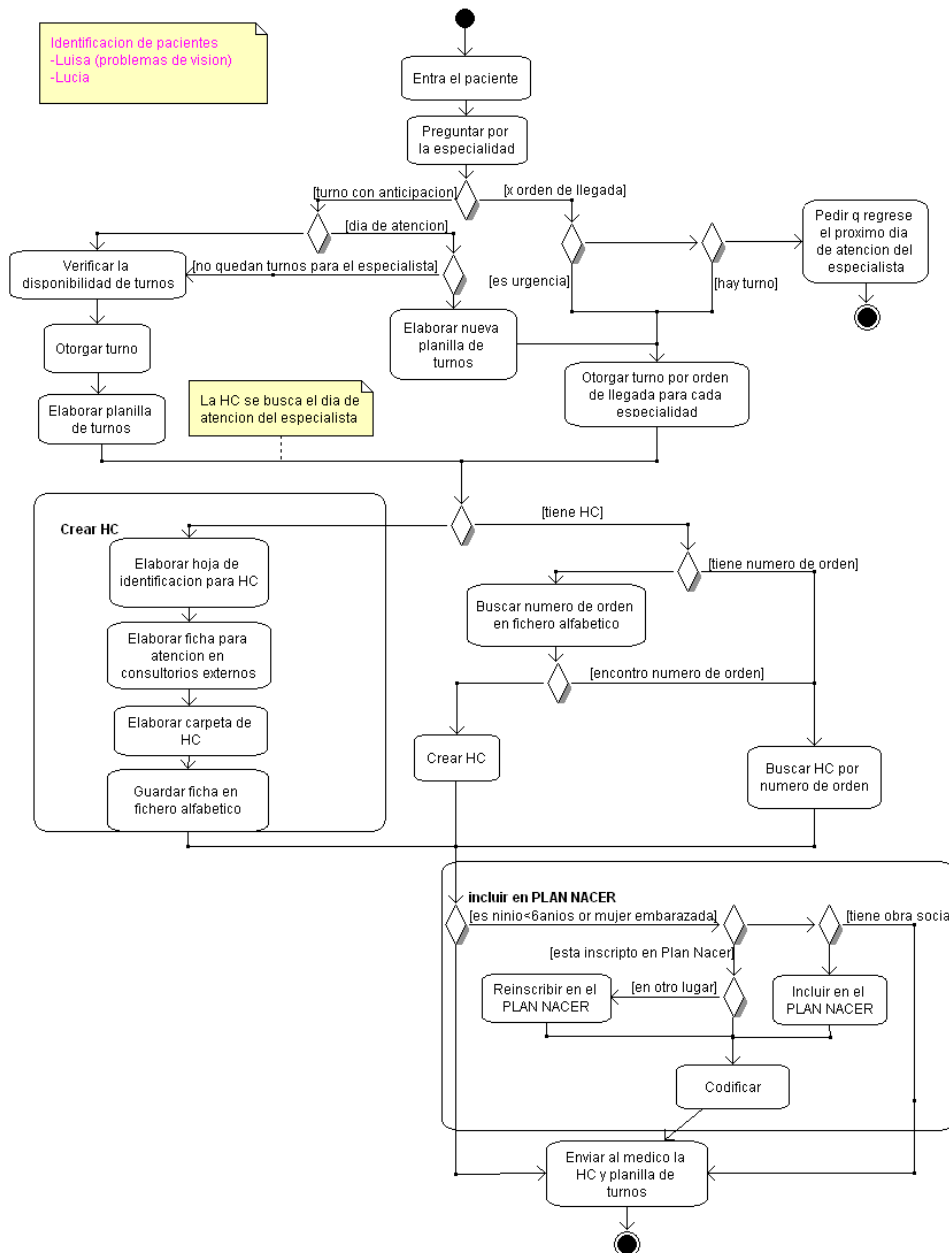 Identificacion de pacientes
-Luisa (problemas de vision)
-Lucia
Entra el paciente
Preguntar por
la especialidad
[turno con anticipacion]
[x orden de llegada]
[dia de atencion]
Pedir q regrese
el proximo dia
de atencion del
especialista
Verificar la
disponibilidad de turnos
[no quedan turnos para el especialista]
[es urgencia]
[hay turno]
Otorgar turno
Elaborar nueva
planilla de
turnos
Elaborar planilla
de turnos
La HC se busca el dia de
atencion del especialista
Otorgar turno por orden
de llegada para cada
especialidad
Crear HC
[tiene HC]
Elaborar hoja de
identificacion para HC
[tiene numero de orden]
Buscar numero de orden
en fichero alfabetico
Elaborar ficha para
atencion en
consultorios externos
[encontro numero de orden]
Elaborar carpeta de
HC
Crear HC
Buscar HC por
numero de orden
Guardar ficha en
fichero alfabetico
incluir en PLAN NACER
[es ninio<6anios or mujer embarazada]
[tiene obra socia
[esta inscripto en Plan Nacer]
Reinscribir en el
PLAN NACER
[en otro lugar]
Incluir en el
PLAN NACER
Codificar
Enviar al medico la
HC y planilla de
turnos